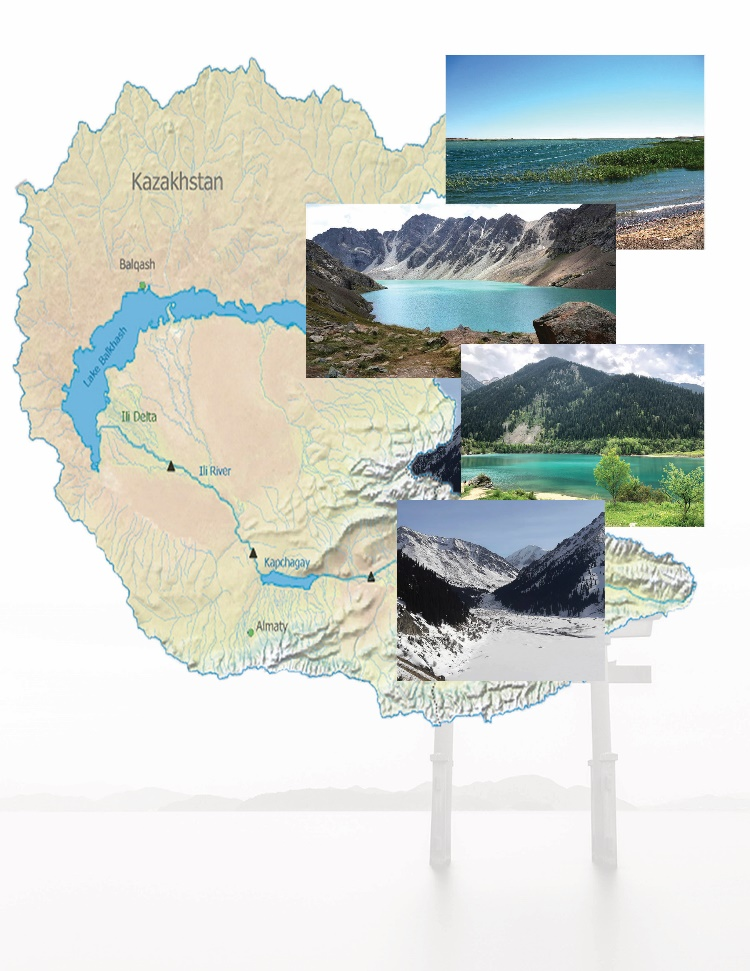 Kazakhstan
Balqash
Lake Balkhash
Ili Delta
Ili River
Kapchagay
Almaty